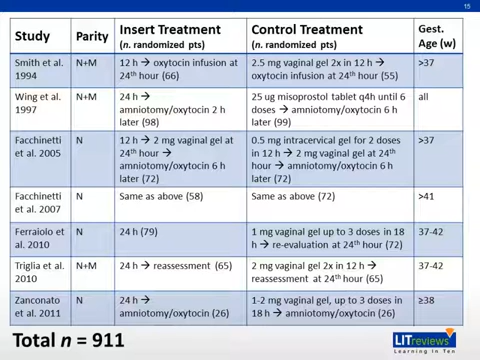 15
Study Parity Insert Treatment Control Treatment Gest.
(n. randomized pts) (n. randomized pts) Age (w)
Smith et al. N+M 12 h → oxytocin infusion at 2.5 mg vaginal gel 2x in 12 h → >37
1994 24th hour (66) oxytocin infusion at 24th hour (55)
Wing et al. N+M 24 h → 25 ug misoprostol tablet q4h until 6 all
1997 amniotomy/oxytocin 2 h doses → amniotomy/oxytocin 6 h
later (98) later (99)
Facchinetti N 12 h → 2 mg vaginal gel at 0.5 mg intracervical gel for 2 doses >37
et al. 2005 24th hour → in 12 h → 2 mg vaginal gel at 24th
amniotomy/oxytocin 6 h hour → amniotomy/oxytocin 6 h
later (72) later (72)
Facchinetti N Same as above (58) Same as above (72) >41
et al. 2007
Ferraiolo et N 24 h (79) 1 mg vaginal gel up to 3 doses in 18 37-42
al. 2010 h → re-evaluation at 24th hour (72)
Triglia et al. N+M 24 h → reassessment (65) 2 mg vaginal gel 2x in 12 h → 37-42
2010 reassessment at 24th hour (65)
Zanconato N 24 h → 1-2 mg vaginal gel, up to 3 doses in ≥38
et al. 2011 amniotomy/oxytocin (26) 18 h → amniotomy/oxytocin (26)
Total n = 911
LITreviews
Learning in Ten